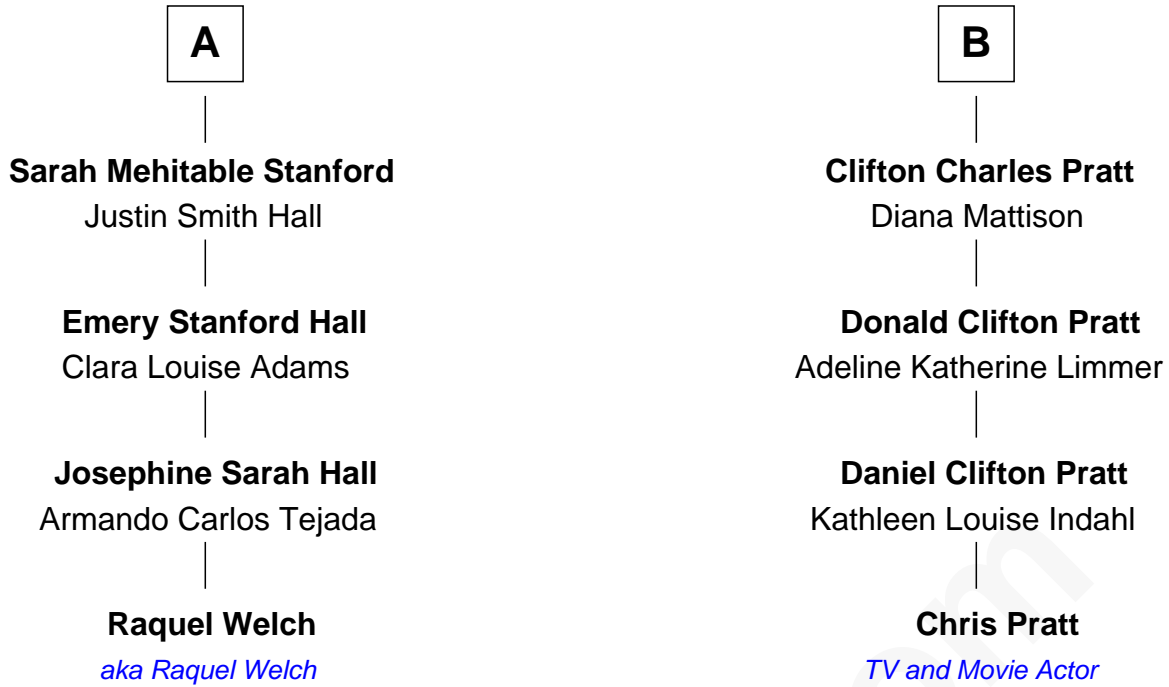 A
B
Sarah Mehitable Stanford
Justin Smith Hall
Clifton Charles Pratt
Diana Mattison
Emery Stanford Hall
Clara Louise Adams
Donald Clifton Pratt
Adeline Katherine Limmer
Josephine Sarah Hall
Armando Carlos Tejada
Daniel Clifton Pratt
Kathleen Louise Indahl
Raquel Welch
aka Raquel Welch
Chris Pratt
TV and Movie Actor